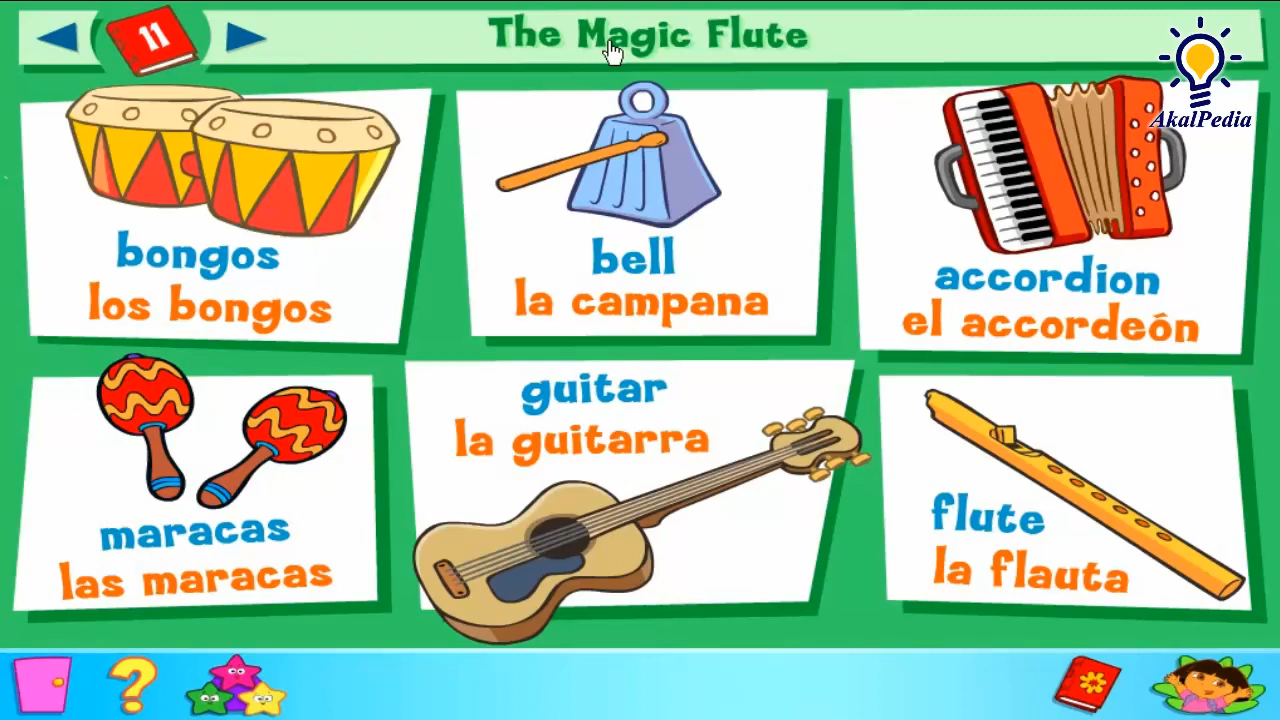 11
The Magic Flute
AkalPedia
bongos
los bongos
bell
la campana
accordion
el accordeón
maracas
las maracas
guitar
la guitarra
flute
la flauta
?